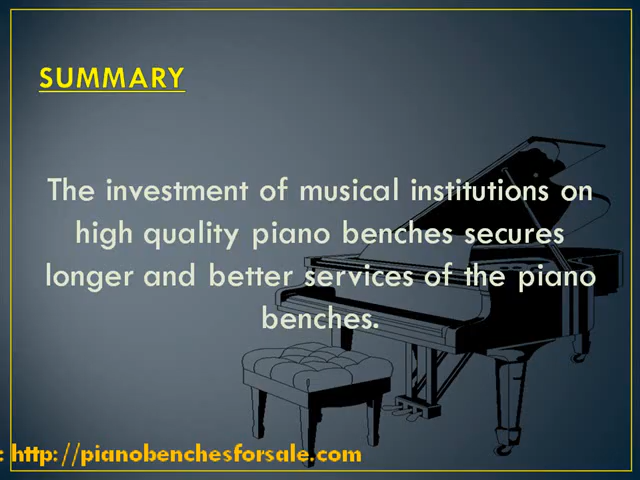 SUMMARY
The investment of musical institutions on
high quality piano benches secures
longer and better services of the piano
benches.
: http://pianobenchesforsale.com